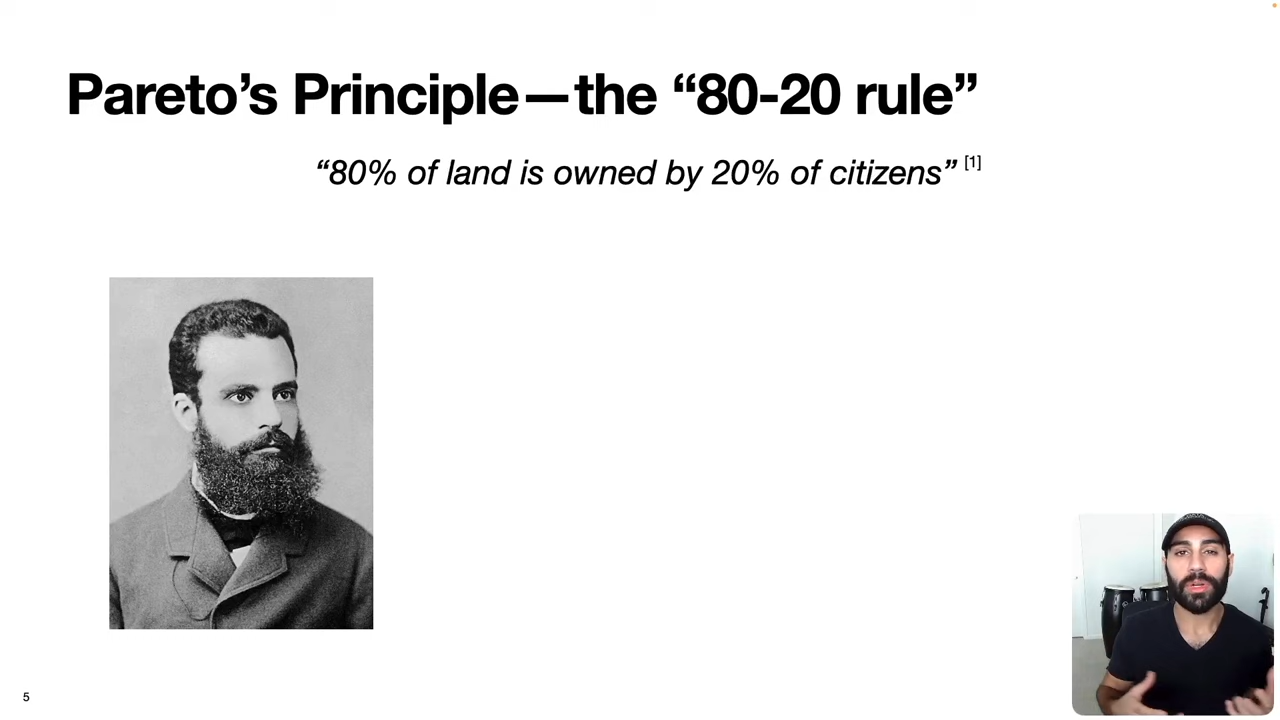 Pareto’s Principle—the “80-20 rule”
“80% of land is owned by 20% of citizens” [1]
5